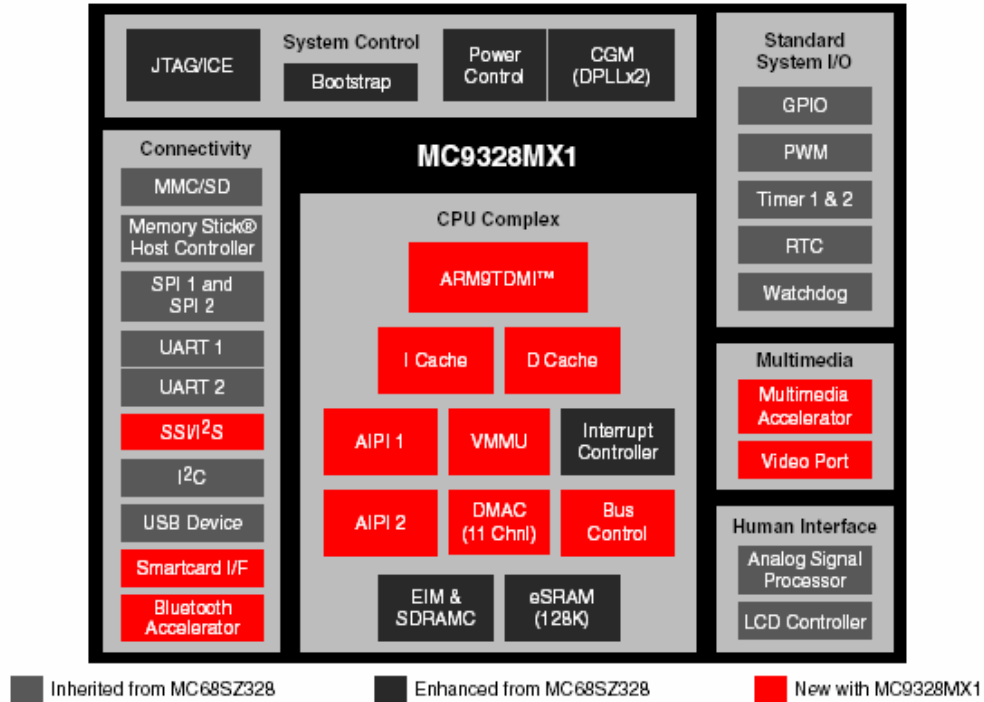 JTAG/ICE
System Control
Bootstrap
Power
Control
CGM
(DPLLx2)
Standard
System I/O
GPIO
PWM
Timer 1 & 2
RTC
Watchdog
Connectivity
MMC/SD
Memory Stick®
Host Controller
SPI 1 and
SPI 2
UART 1
UART 2
SSI/I2S
I2C
USB Device
Smartcard I/F
Bluetooth
Accelerator
MC9328MX1
CPU Complex
ARM9TDMI™
I Cache
D Cache
AIPI 1
VMMU
Interrupt
Controller
AIPI 2
DMAC
(11 Chnl)
Bus
Control
EIM &
SDRAMC
eSRAM
(128K)
Multimedia
Multimedia
Accelerator
Video Port
Human Interface
Analog Signal
Processor
LCD Controller
Inherited from MC68SZ328
Enhanced from MC68SZ328
New with MC9328MX1